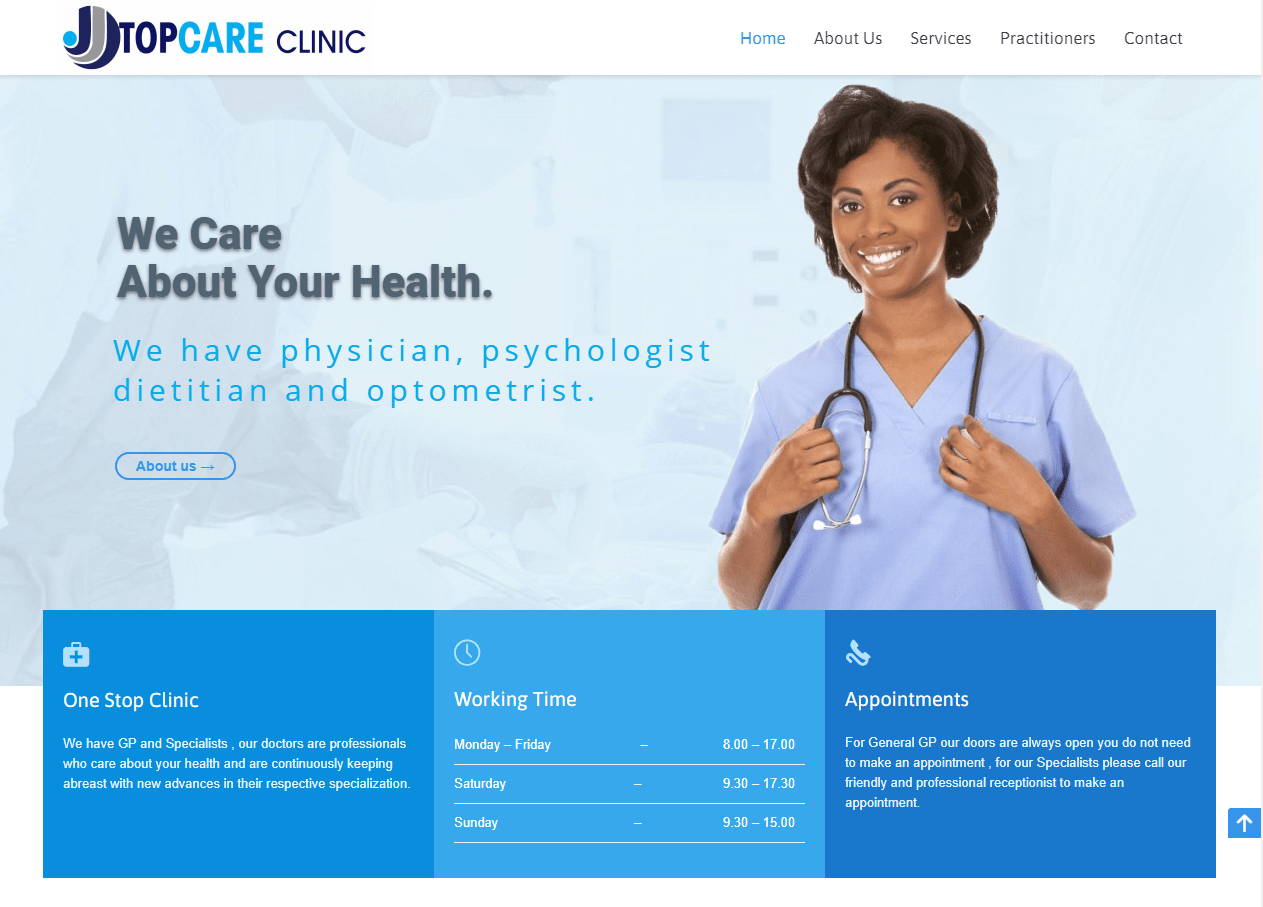 JJ TOPCARE CLINIC
Home About Us Services Practitioners Contact
We Care
About Your Health.
We have physician, psychologist
dietitian and optometrist.
About us →
One Stop Clinic
We have GP and Specialists , our doctors are professionals
who care about your health and are continuously keeping
abreast with new advances in their respective specialization.
Working Time
Monday – Friday – 8.00 – 17.00
Saturday – 9.30 – 17.30
Sunday – 9.30 – 15.00
Appointments
For General GP our doors are always open you do not need
to make an appointment , for our Specialists please call our
friendly and professional receptionist to make an
appointment.